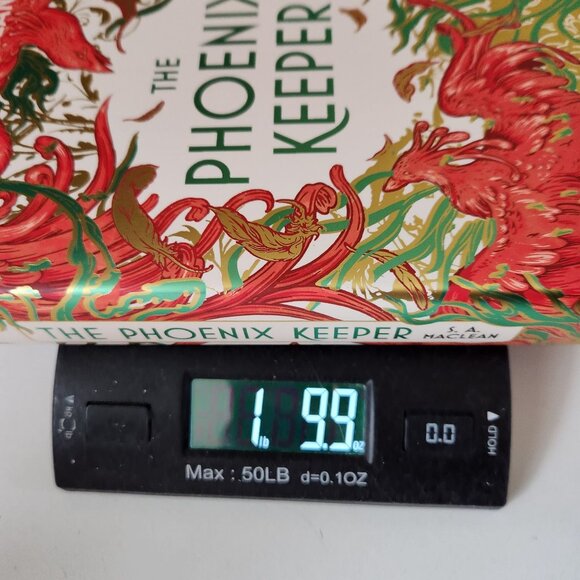 THE
PHOENIX
KEEPER
THE PHOENIX KEEPER S. A. MACLEAN
1 lb 9.9 oz
0.0
HOLD
Max : 50LB d=0.1OZ